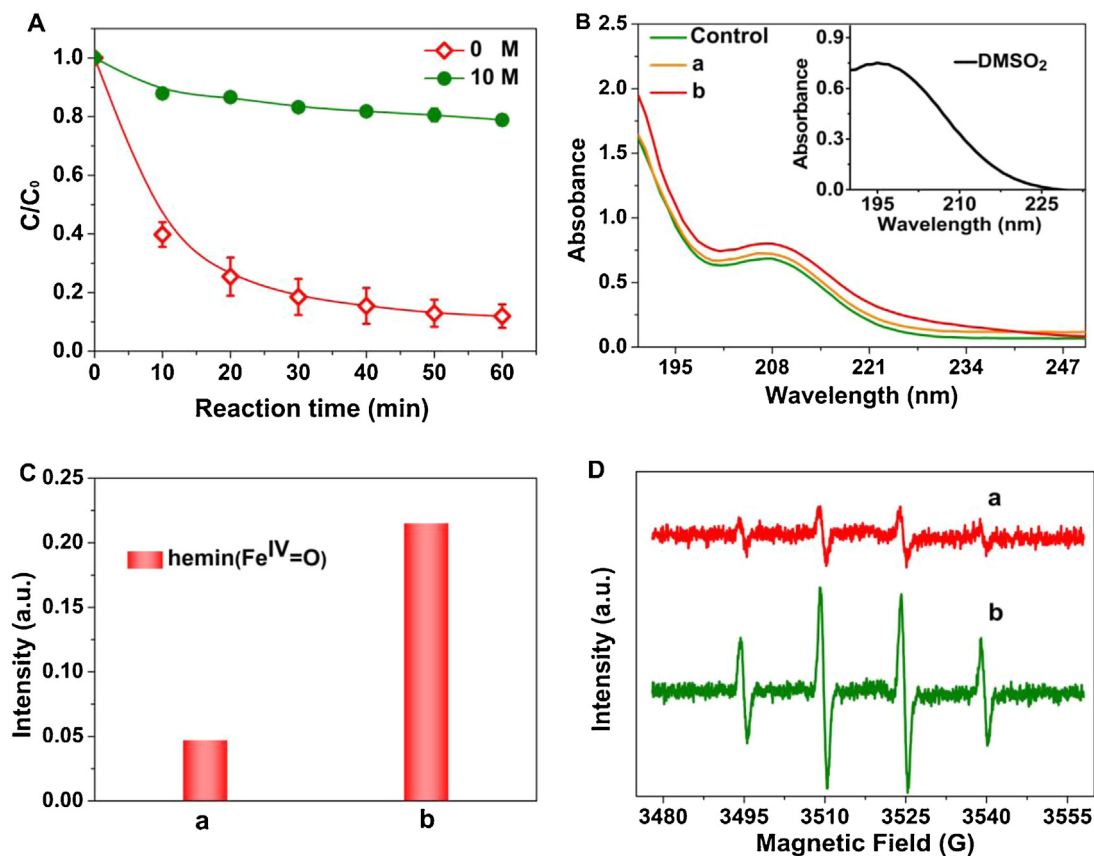 A
0 M
10 M
1.0
0.8
0.6
0.4
0.2
0.0
C/C₀
0 10 20 30 40 50 60
Reaction time (min)
B
Control
a
b
2.5
2.0
1.5
1.0
0.5
0.0
Absobance
195 208 221 234 247
Wavelength (nm)
0.9
0.6
0.3
0.0
Absorbance
DMSO₂
195 210 225
Wavelength (nm)
C
0.25
0.20
0.15
0.10
0.05
0.00
Intensity (a.u.)
hemin(Feᴵⱽ=O)
a b
D
a
b
Intensity (a.u.)
3480 3495 3510 3525 3540 3555
Magnetic Field (G)